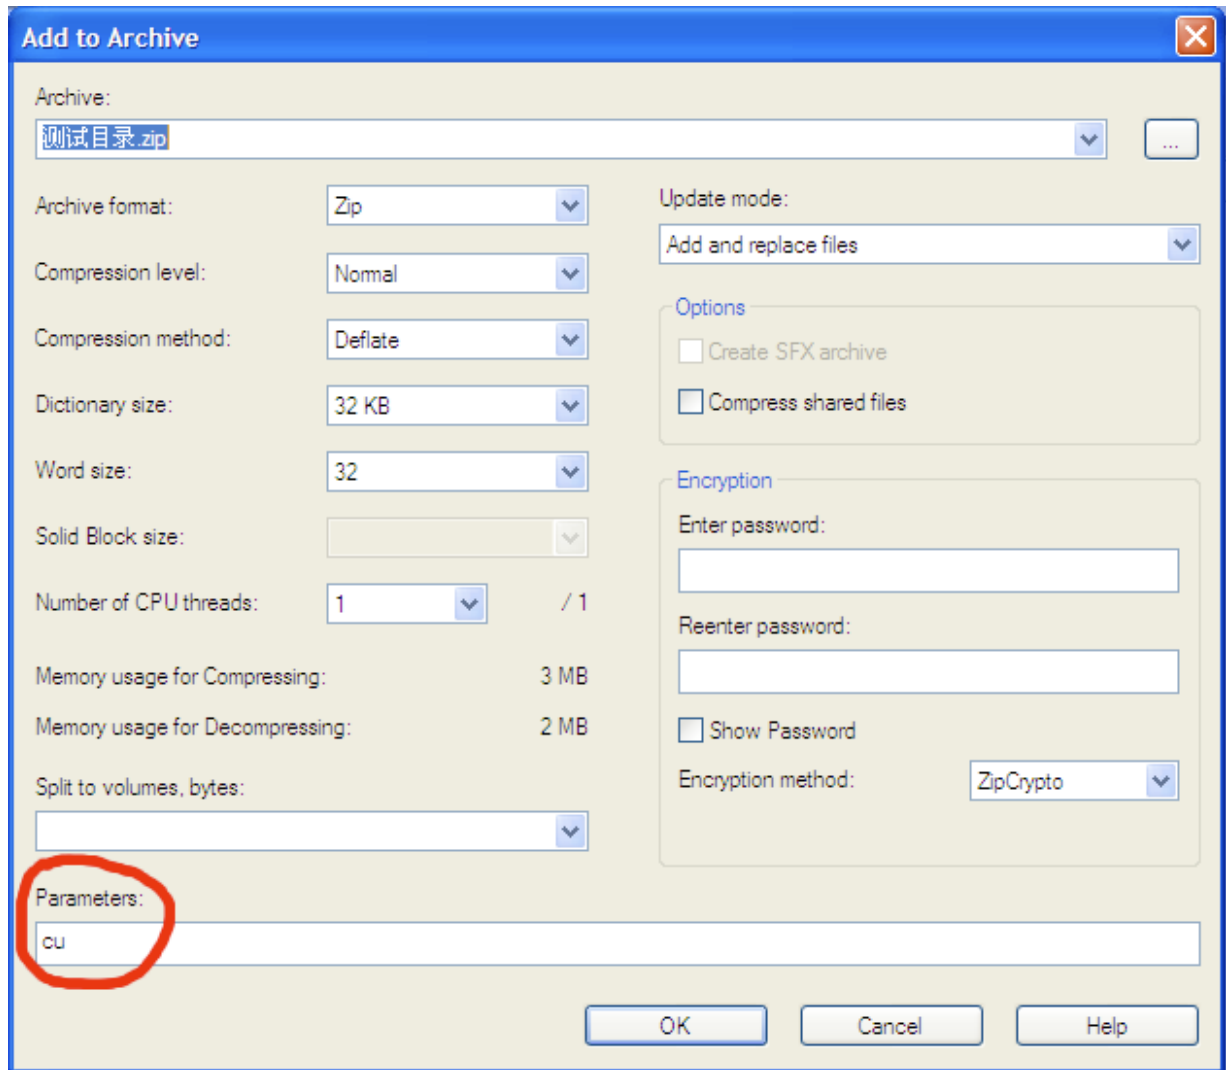 Add to Archive
Archive:
测试目录.zip
...
Archive format:
Zip
Compression level:
Normal
Compression method:
Deflate
Dictionary size:
32 KB
Word size:
32
Solid Block size:
Number of CPU threads:
1
/ 1
Memory usage for Compressing:
3 MB
Memory usage for Decompressing:
2 MB
Split to volumes, bytes:
Update mode:
Add and replace files
Options
Create SFX archive
Compress shared files
Encryption
Enter password:
Reenter password:
Show Password
Encryption method:
ZipCrypto
Parameters:
cu
OK
Cancel
Help